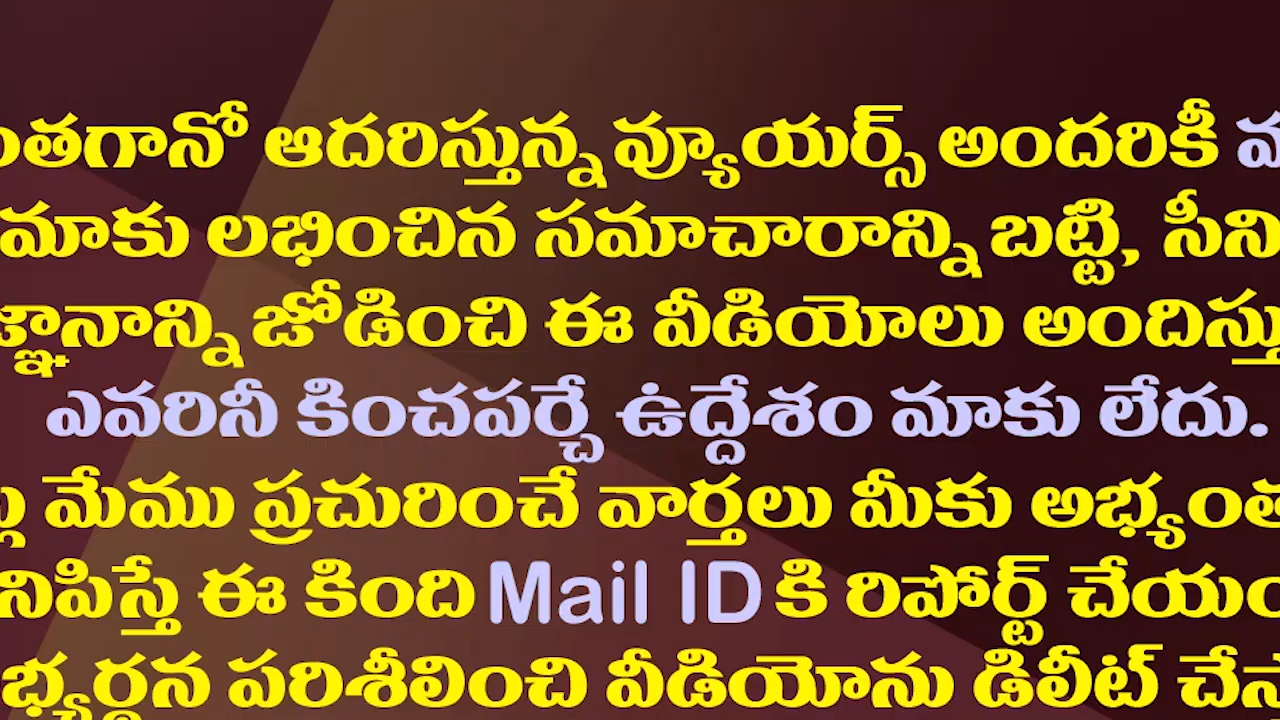 ంతగానో ఆదరిస్తున్న వ్యూయర్స్ అందరికీ
మాకు లభించిన సమాచారాన్ని బట్టి, సీని
జ్ఞానాన్ని జోడించి ఈ వీడియోలు అందిస్తు
ఎవరినీ కించపర్చే ఉద్దేశం మాకు లేదు.
మేము ప్రచురించే వార్తలు మీకు అభ్యంత
నిపిస్తే ఈ కింది Mail ID కి రిపోర్ట్ చేయం
భ్యర్థన పరిశీలించి వీడియోను డిలీట్ చేస